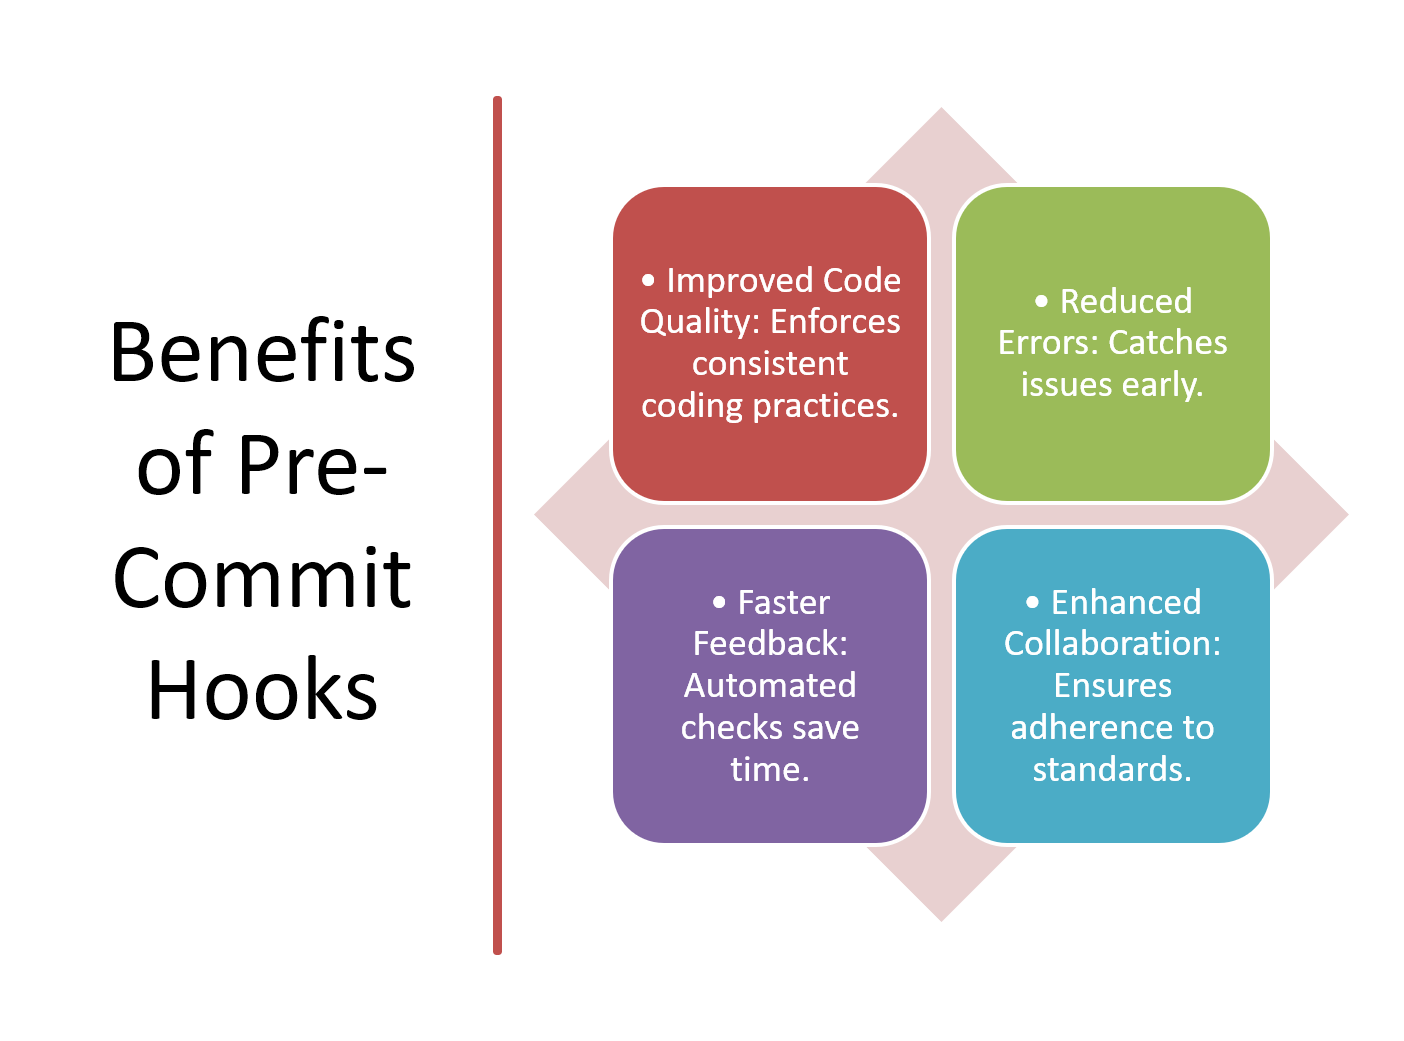 Benefits
of Pre-
Commit
Hooks
• Improved Code
Quality: Enforces
consistent
coding practices.
• Reduced
Errors: Catches
issues early.
• Faster
Feedback:
Automated
checks save
time.
• Enhanced
Collaboration:
Ensures
adherence to
standards.